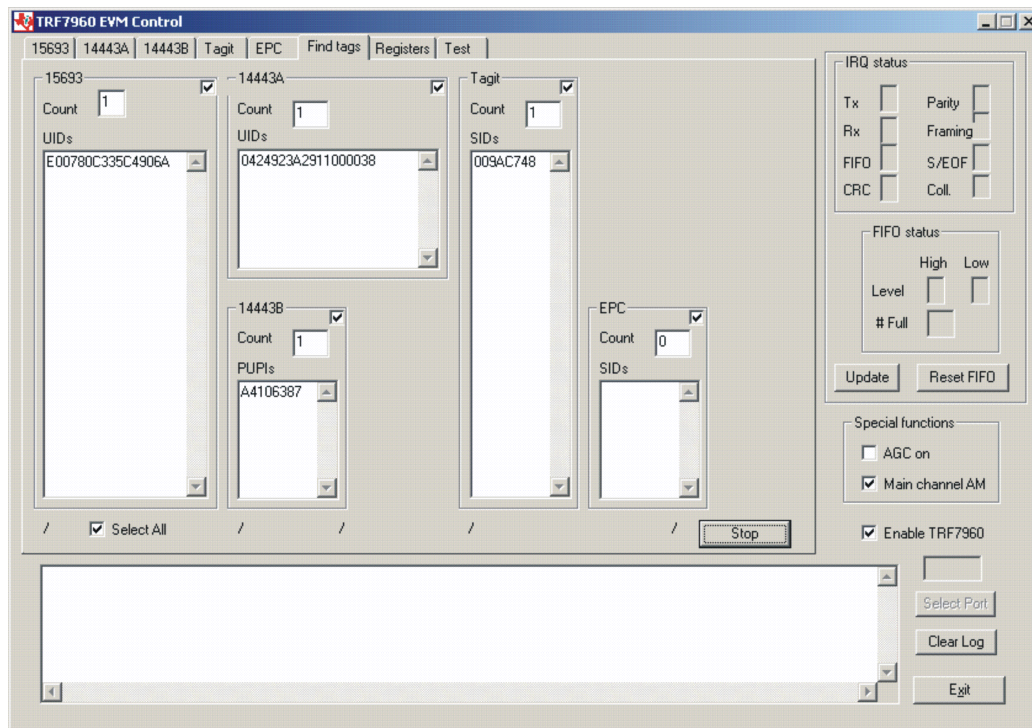 TRF7960 EVM Control
15693 14443A 14443B Tagit EPC Find tags Registers Test
15693
Count 1
UIDs
E00780C335C4906A
14443A
Count 1
UIDs
0424923A2911000038
14443B
Count 1
PUPIs
A4106387
Tagit
Count 1
SIDs
009AC748
EPC
Count 0
SIDs
/ Select All / / / / Stop
IRQ status
Tx Parity
Rx Framing
FIFO S/EOF
CRC Coll.
FIFO status
High Low
Level
# Full
Update Reset FIFO
Special functions
AGC on
Main channel AM
Enable TRF7960
Select Port
Clear Log
Exit